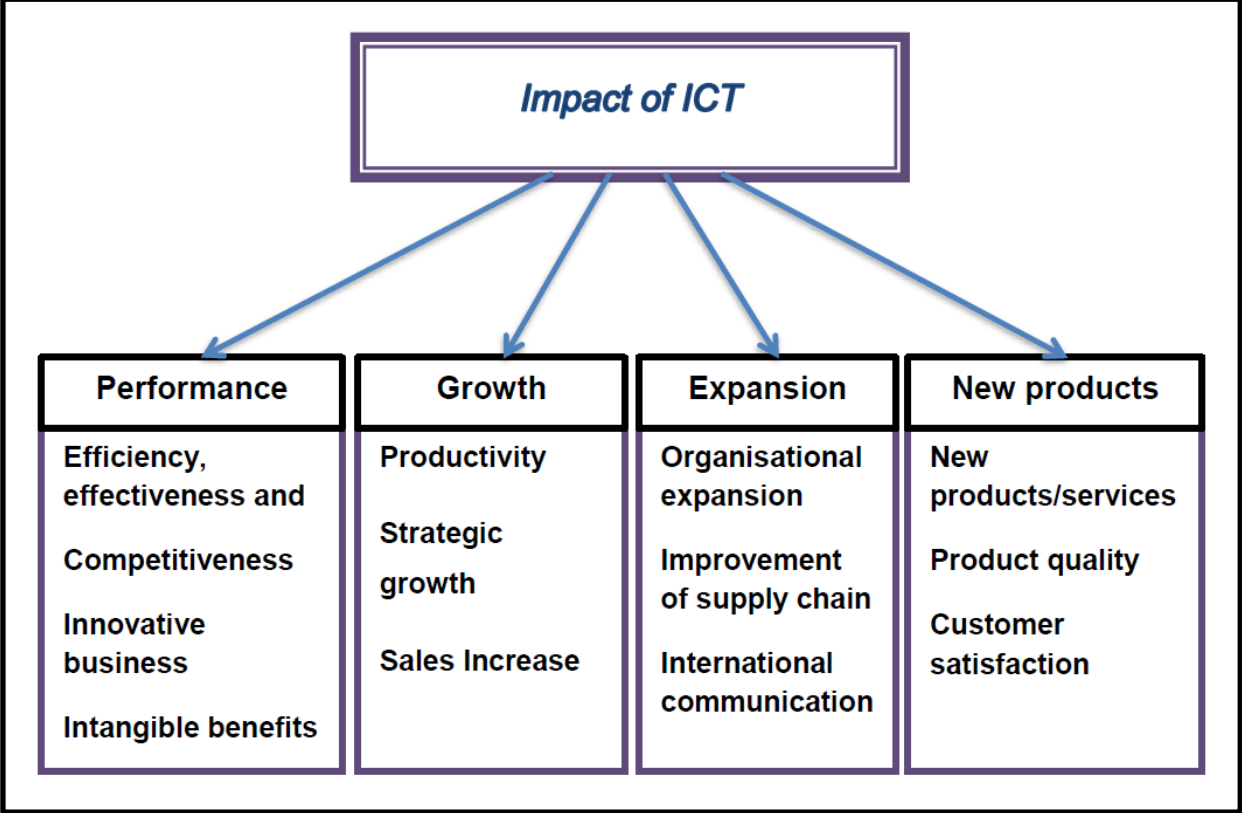 Impact of ICT
Performance
Efficiency,
effectiveness and
Competitiveness
Innovative
business
Intangible benefits
Growth
Productivity
Strategic
growth
Sales Increase
Expansion
Organisational
expansion
Improvement
of supply chain
International
communication
New products
New
products/services
Product quality
Customer
satisfaction